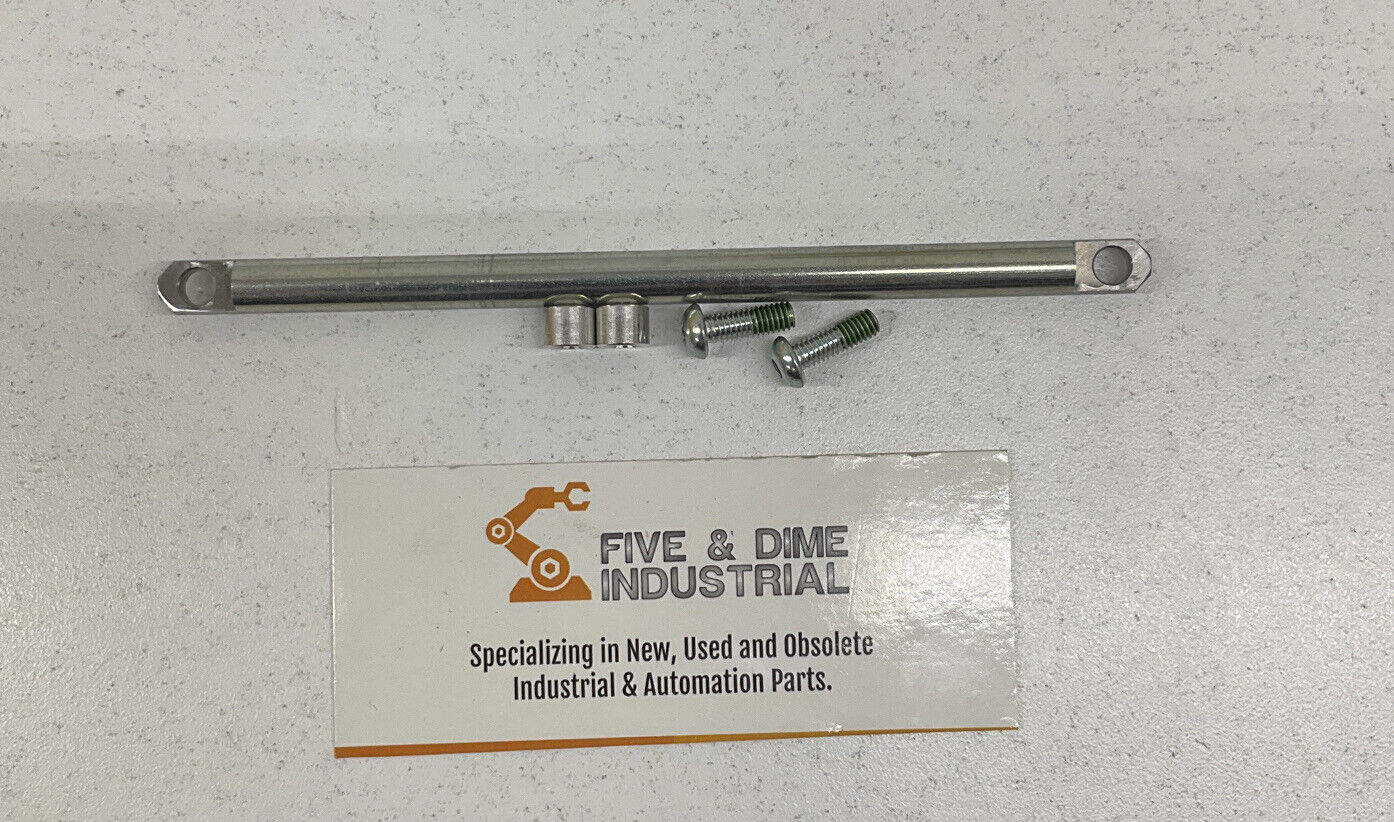 FIVE & DIME
INDUSTRIAL
Specializing in New, Used and Obsolete
Industrial & Automation Parts.